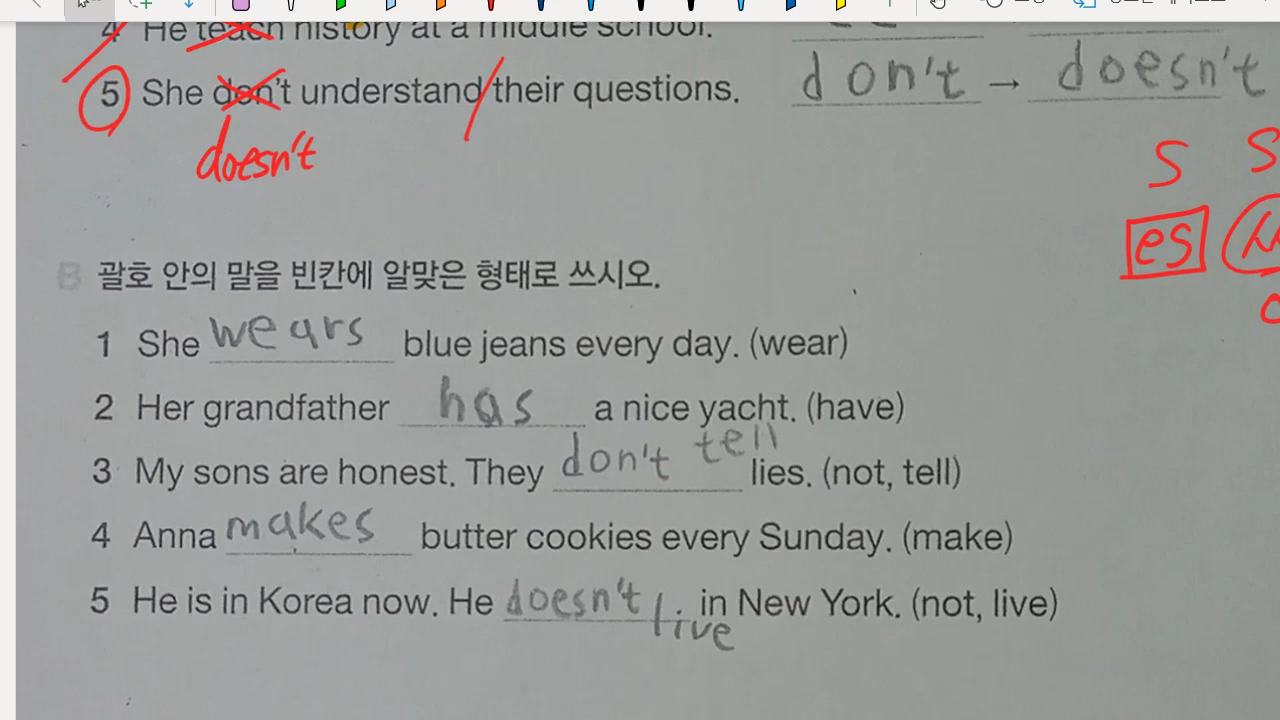 4 He teach history at a middle school.
5 She don't understand their questions. don't → doesn't
doesn't
S S
es
B 괄호 안의 말을 빈칸에 알맞은 형태로 쓰시오.
1 She wears blue jeans every day. (wear)
2 Her grandfather has a nice yacht. (have)
3 My sons are honest. They don't tell lies. (not, tell)
4 Anna makes butter cookies every Sunday. (make)
5 He is in Korea now. He doesn't live in New York. (not, live)